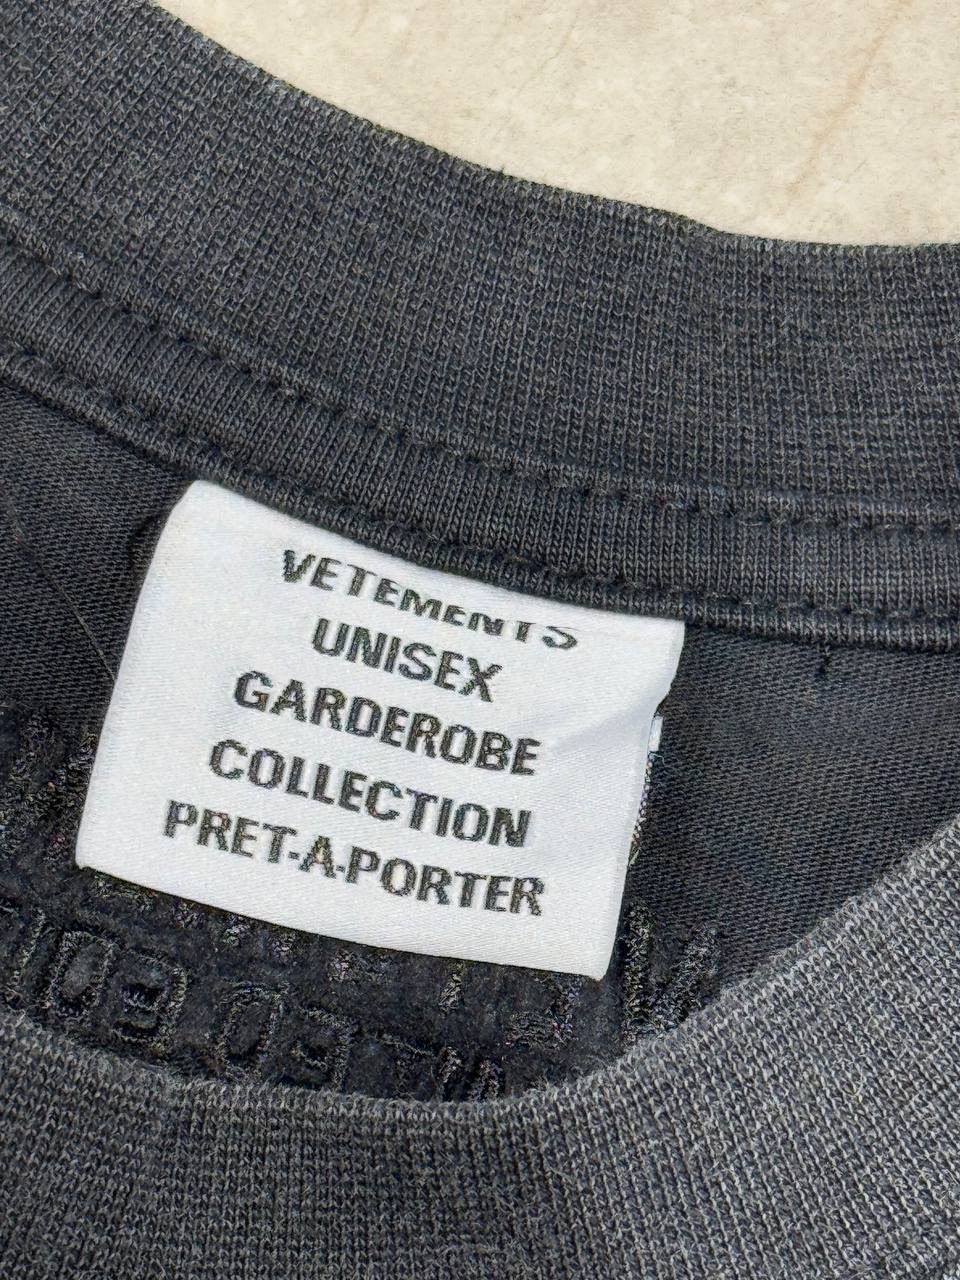 VETEMENTS
UNISEX
GARDEROBE
COLLECTION
PRET-A-PORTER